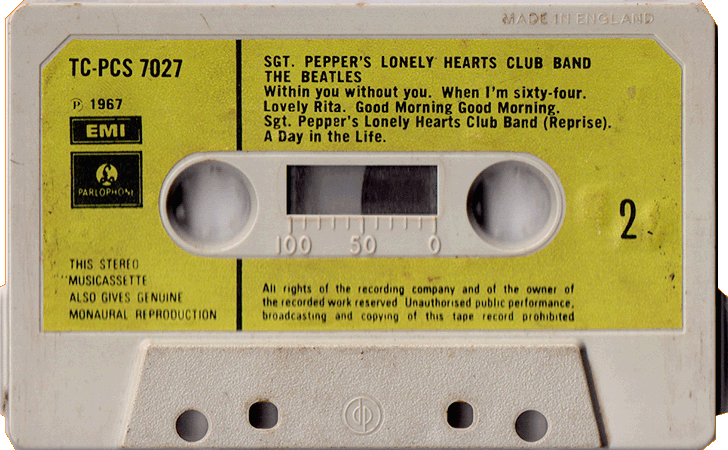 MADE IN ENGLAND
TC-PCS 7027
℗ 1967
EMI
PARLOPHONE
THIS STEREO
MUSICASSETTE
ALSO GIVES GENUINE
MONAURAL REPRODUCTION
SGT. PEPPER'S LONELY HEARTS CLUB BAND
THE BEATLES
Within you without you. When I'm sixty-four.
Lovely Rita. Good Morning Good Morning.
Sgt. Pepper's Lonely Hearts Club Band (Reprise).
A Day in the Life.
100 50 0
2
All rights of the recording company and of the owner of
the recorded work reserved Unauthorised public performance,
broadcasting and copying of this tape record prohibited